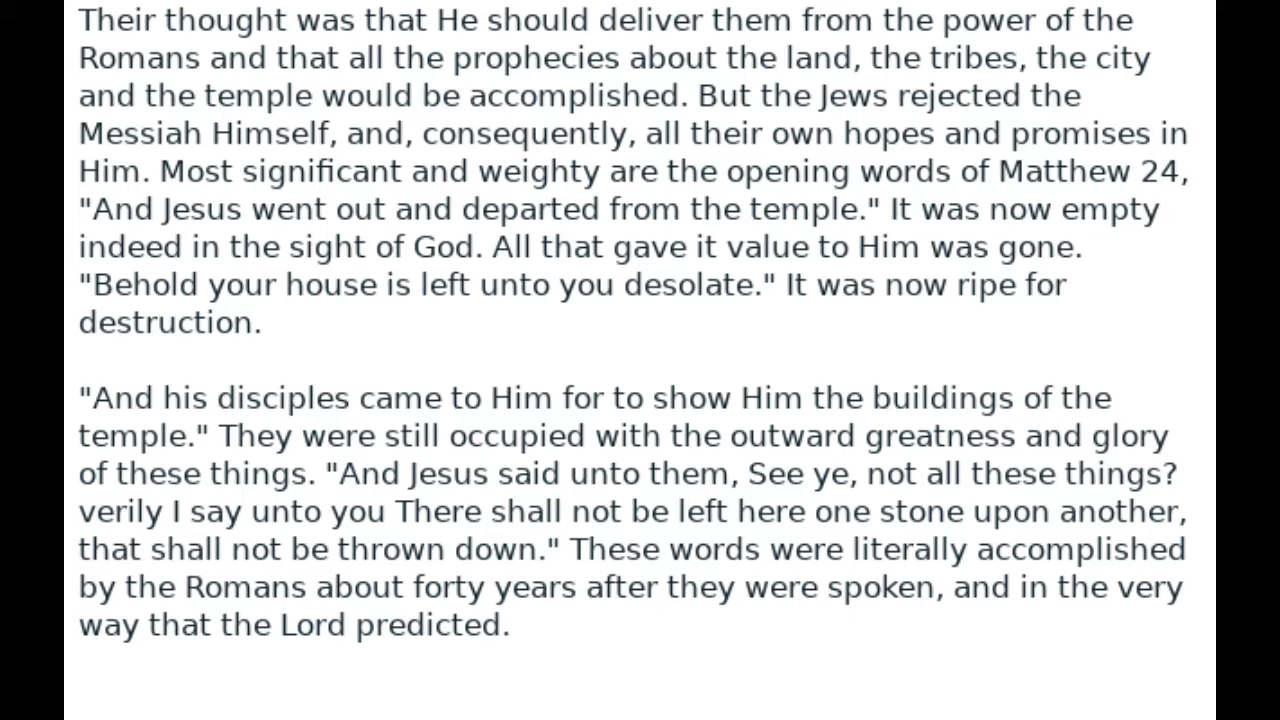 Their thought was that He should deliver them from the power of the
Romans and that all the prophecies about the land, the tribes, the city
and the temple would be accomplished. But the Jews rejected the
Messiah Himself, and, consequently, all their own hopes and promises in
Him. Most significant and weighty are the opening words of Matthew 24,
"And Jesus went out and departed from the temple." It was now empty
indeed in the sight of God. All that gave it value to Him was gone.
"Behold your house is left unto you desolate." It was now ripe for
destruction.
"And his disciples came to Him for to show Him the buildings of the
temple." They were still occupied with the outward greatness and glory
of these things. "And Jesus said unto them, See ye, not all these things?
verily I say unto you There shall not be left here one stone upon another,
that shall not be thrown down." These words were literally accomplished
by the Romans about forty years after they were spoken, and in the very
way that the Lord predicted.